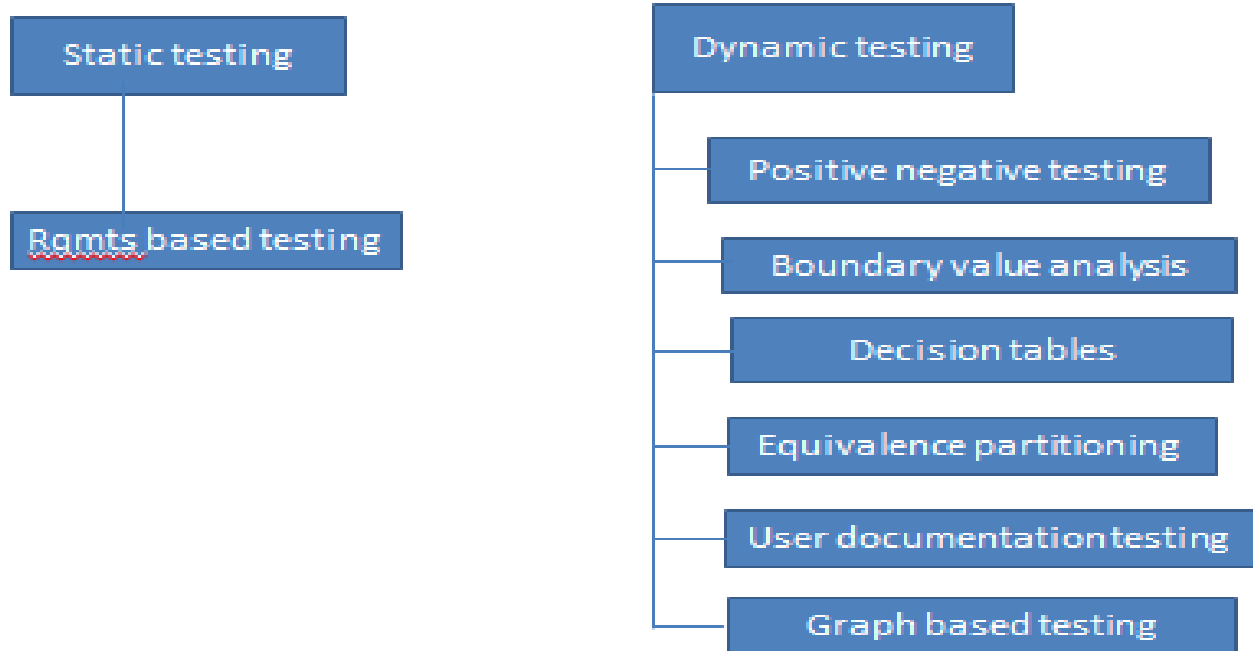 Static testing
Rqmts based testing
Dynamic testing
Positive negative testing
Boundary value analysis
Decision tables
Equivalence partitioning
User documentation testing
Graph based testing